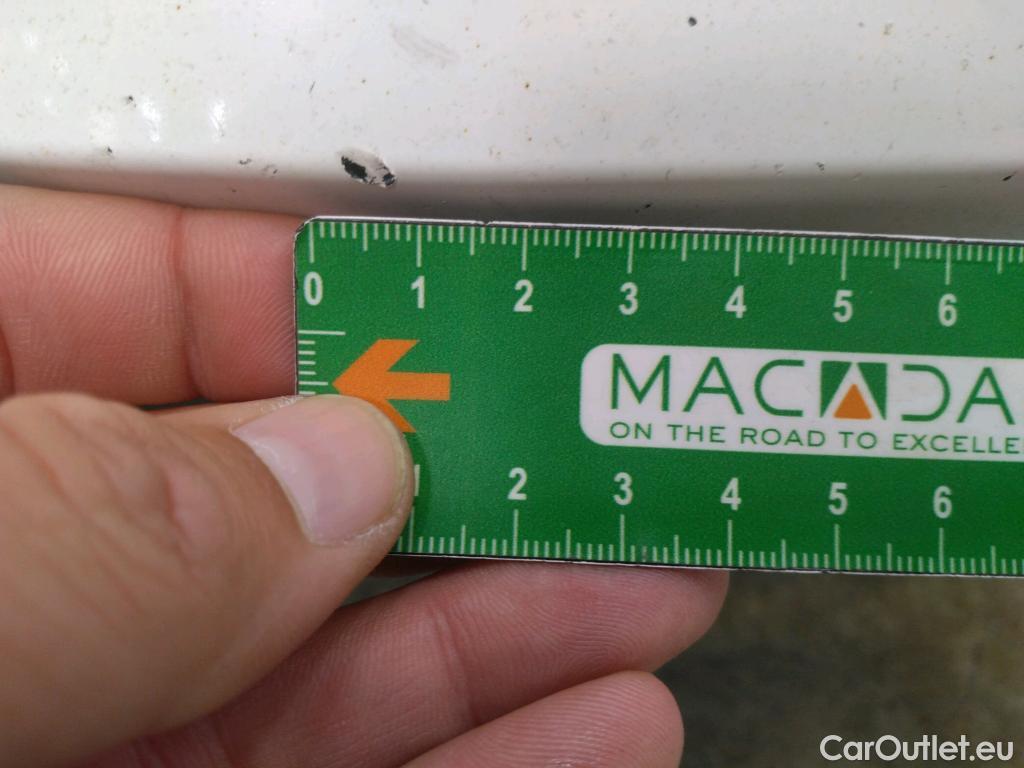 0 1 2 3 4 5 6
MACADA
ON THE ROAD TO EXCELLE
1 2 3 4 5 6
CarOutlet.eu